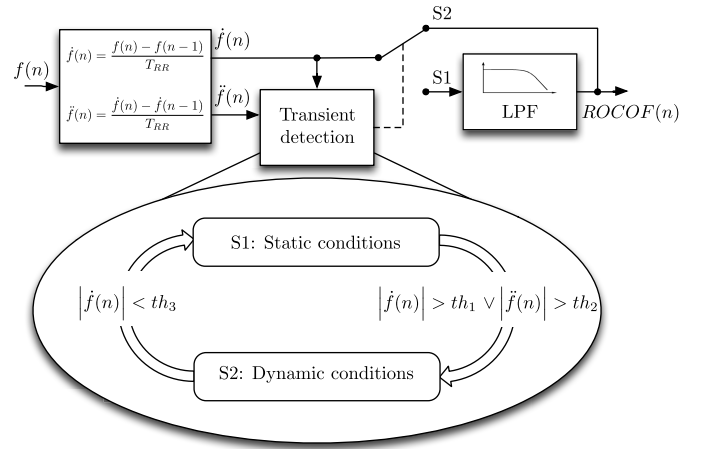 S2
ḟ(n)
f(n)
ḟ(n) = f(n) − f(n−1) / T_RR
S1
f̈(n)
LPF
f̈(n) = ḟ(n) − ḟ(n−1) / T_RR
Transient
detection
ROCOF(n)
S1: Static conditions
|ḟ(n)| < th₃
|ḟ(n)| > th₁ ∨ |f̈(n)| > th₂
S2: Dynamic conditions